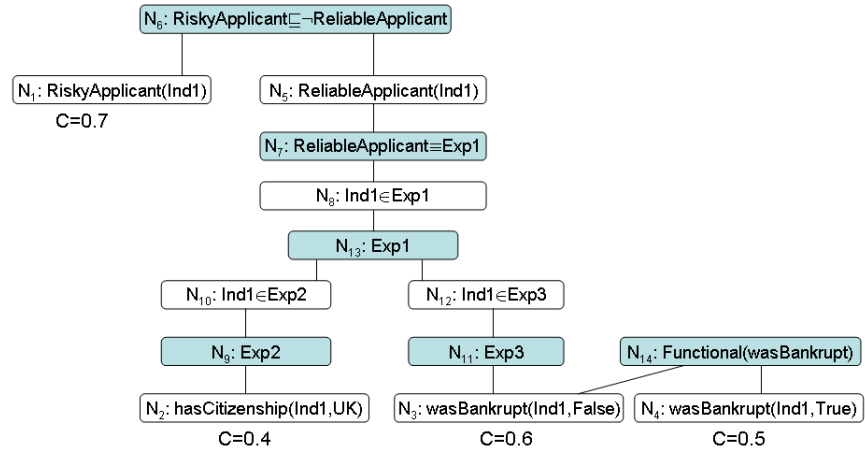 N₆: RiskyApplicant⊑¬ReliableApplicant
N₁: RiskyApplicant(Ind1)
N₅: ReliableApplicant(Ind1)
C=0.7
N₇: ReliableApplicant≡Exp1
N₈: Ind1∈Exp1
N₁₃: Exp1
N₁₀: Ind1∈Exp2
N₁₂: Ind1∈Exp3
N₉: Exp2
N₁₁: Exp3
N₁₄: Functional(wasBankrupt)
N₂: hasCitizenship(Ind1,UK)
N₃: wasBankrupt(Ind1,False)
N₄: wasBankrupt(Ind1,True)
C=0.4
C=0.6
C=0.5